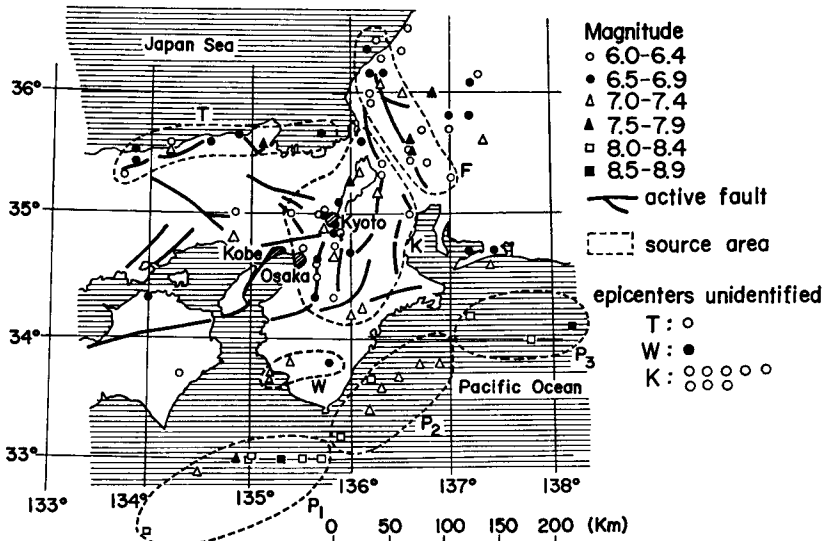 Japan Sea
36°
35°
34°
33°
133°
134°
135°
136°
137°
138°
T
F
K
W
P1
P2
P3
P
Kyoto
Kobe
Osaka
Pacific Ocean
0 50 100 150 200 (Km)
Magnitude
6.0-6.4
6.5-6.9
7.0-7.4
7.5-7.9
8.0-8.4
8.5-8.9
active fault
source area
epicenters unidentified
T :
W :
K :